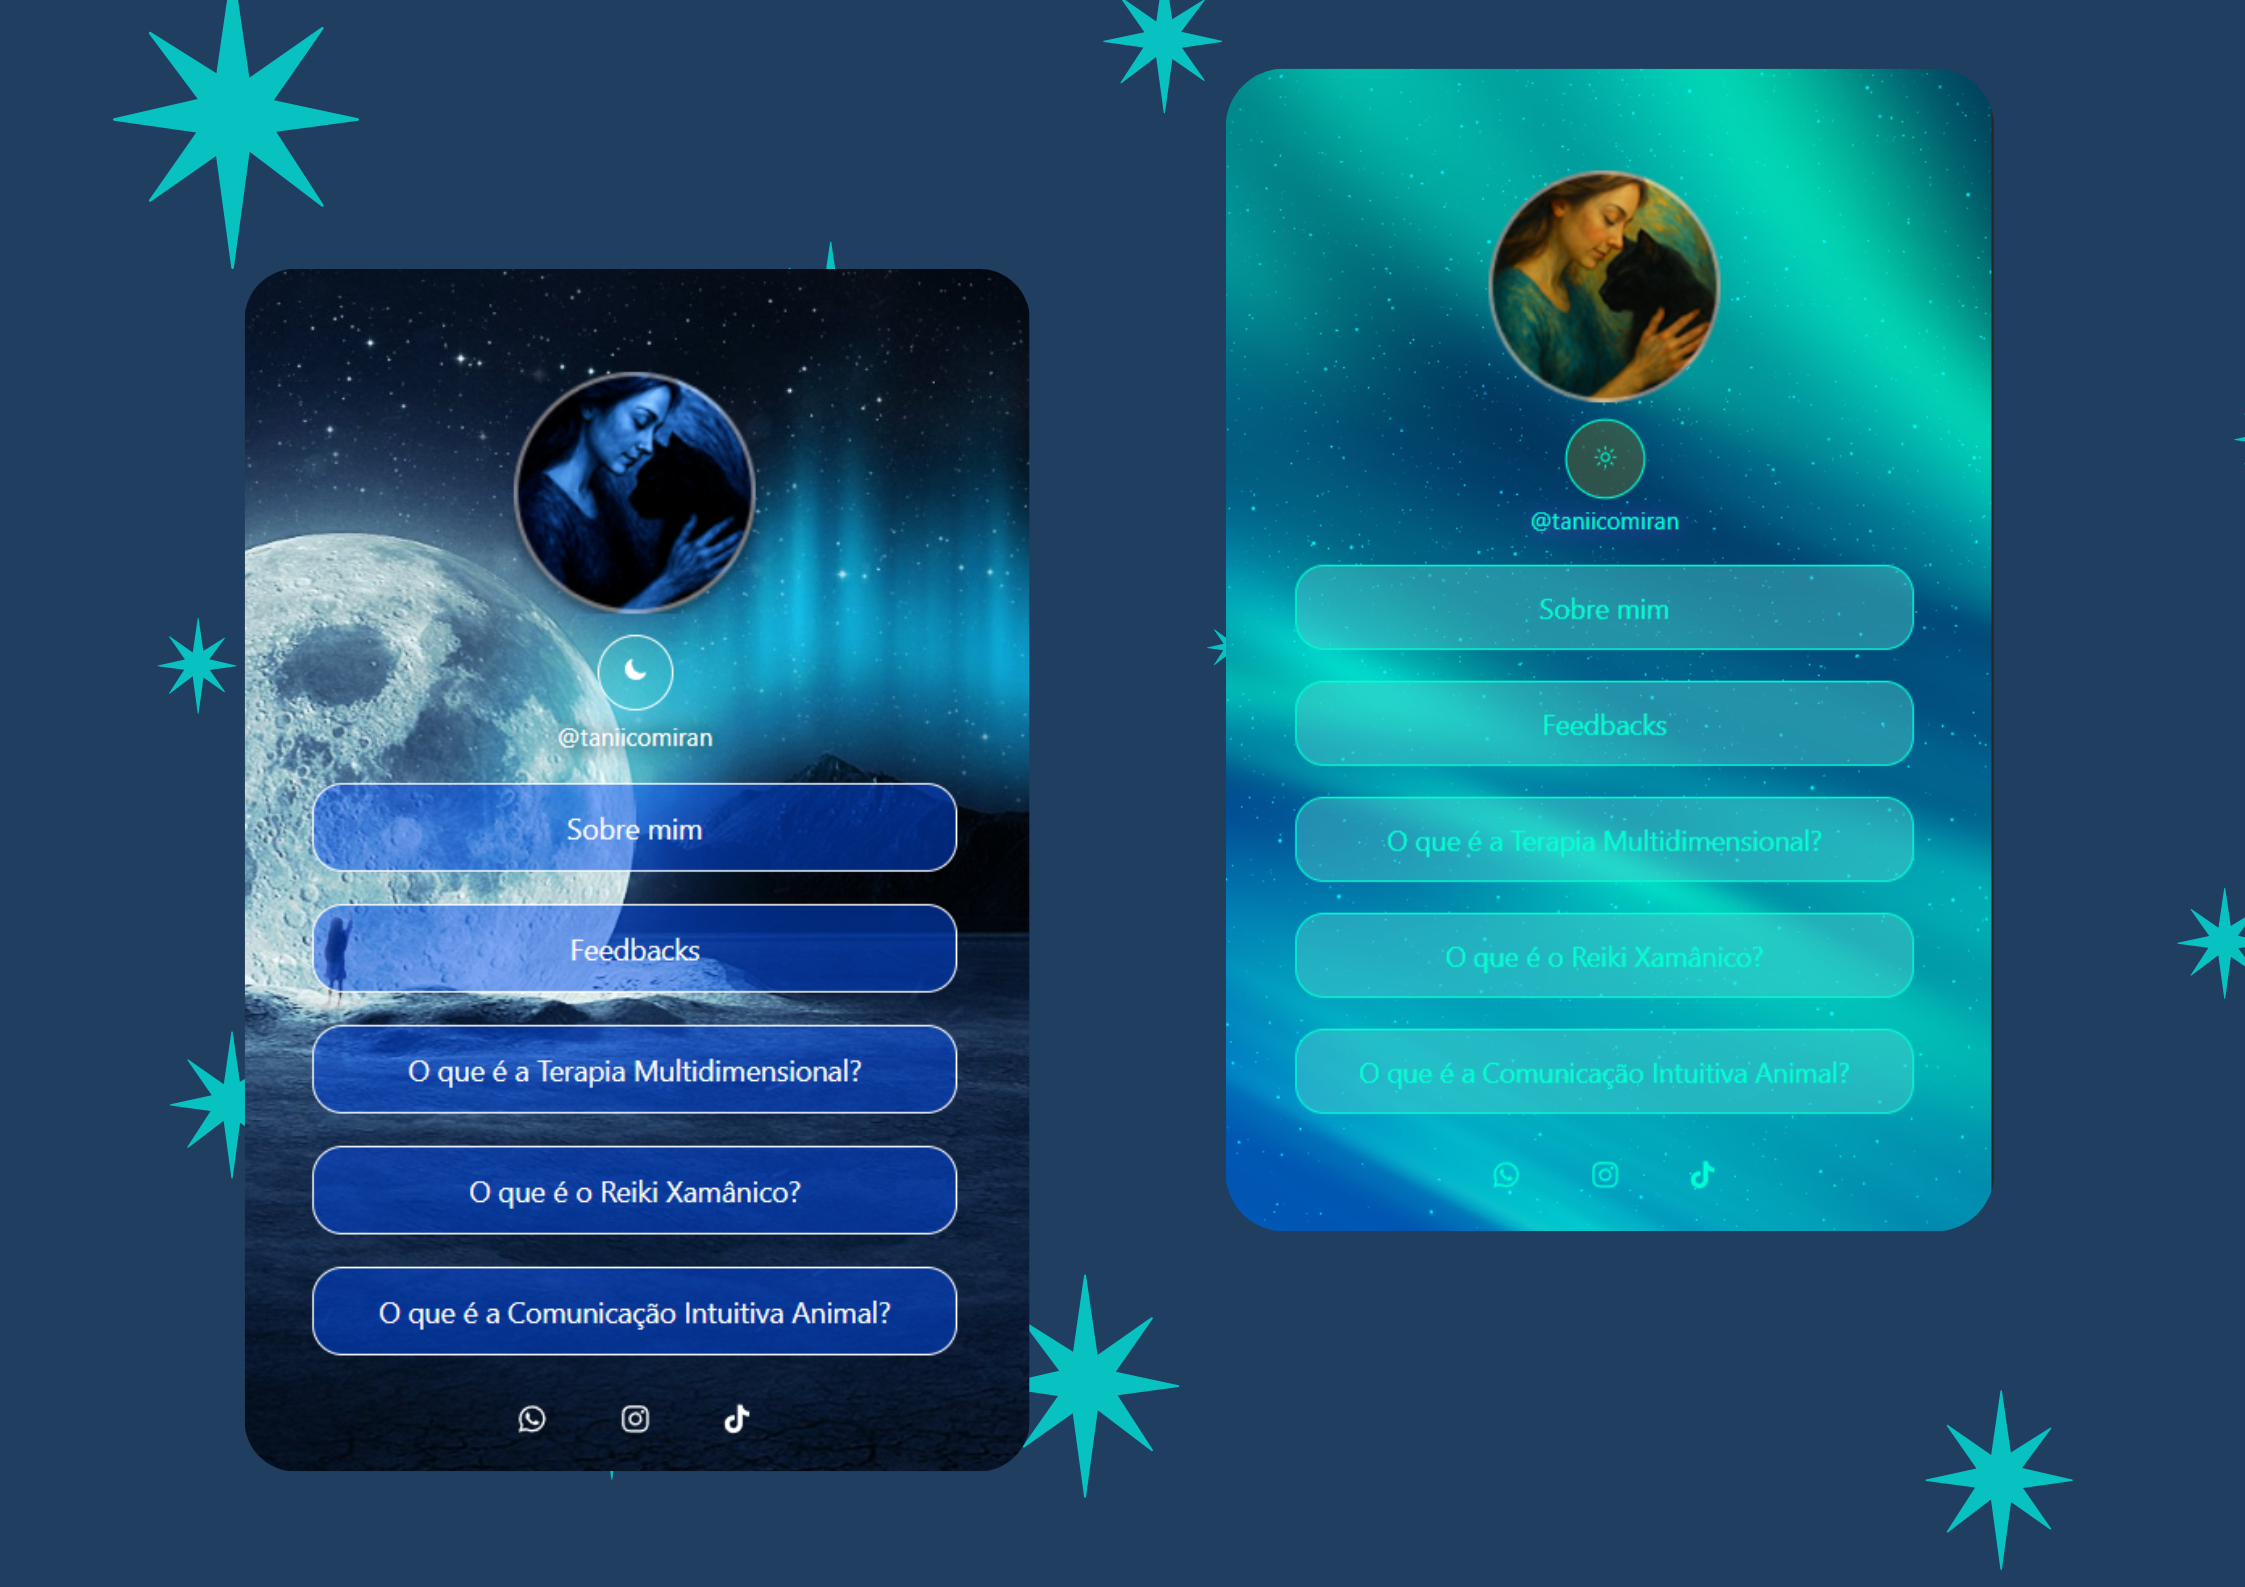 @taniicomiran
Sobre mim
Feedbacks
O que é a Terapia Multidimensional?
O que é o Reiki Xamânico?
O que é a Comunicação Intuitiva Animal?
@taniicomiran
Sobre mim
Feedbacks
O que é a Terapia Multidimensional?
O que é o Reiki Xamânico?
O que é a Comunicação Intuitiva Animal?